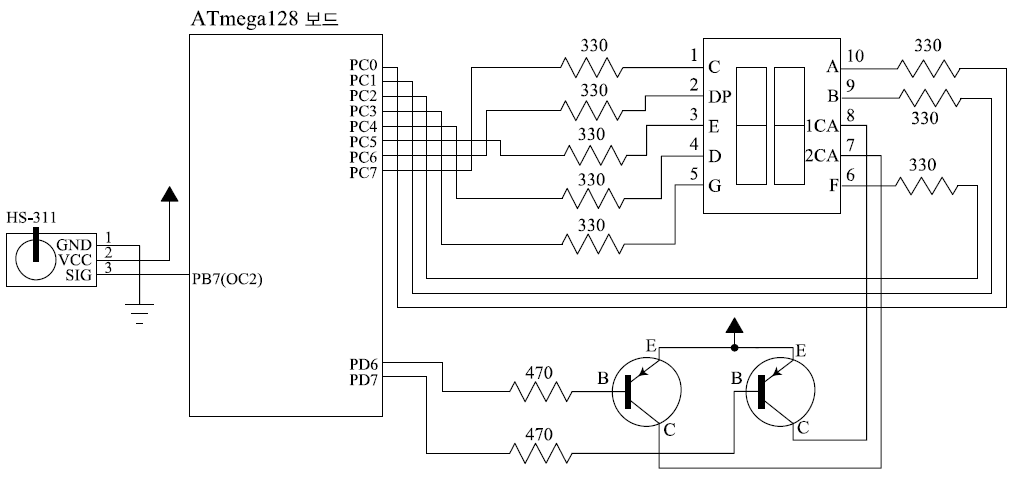 ATmega128 보드
PC0
PC1
PC2
PC3
PC4
PC5
PC6
PC7
PB7(OC2)
PD6
PD7
HS-311
GND 1
VCC 2
SIG 3
330
330
330
330
330
1 C
2 DP
3 E
4 D
5 G
A 10
B 9
1CA 8
2CA 7
F 6
330
330
330
470
470
B
E
C
B
E
C